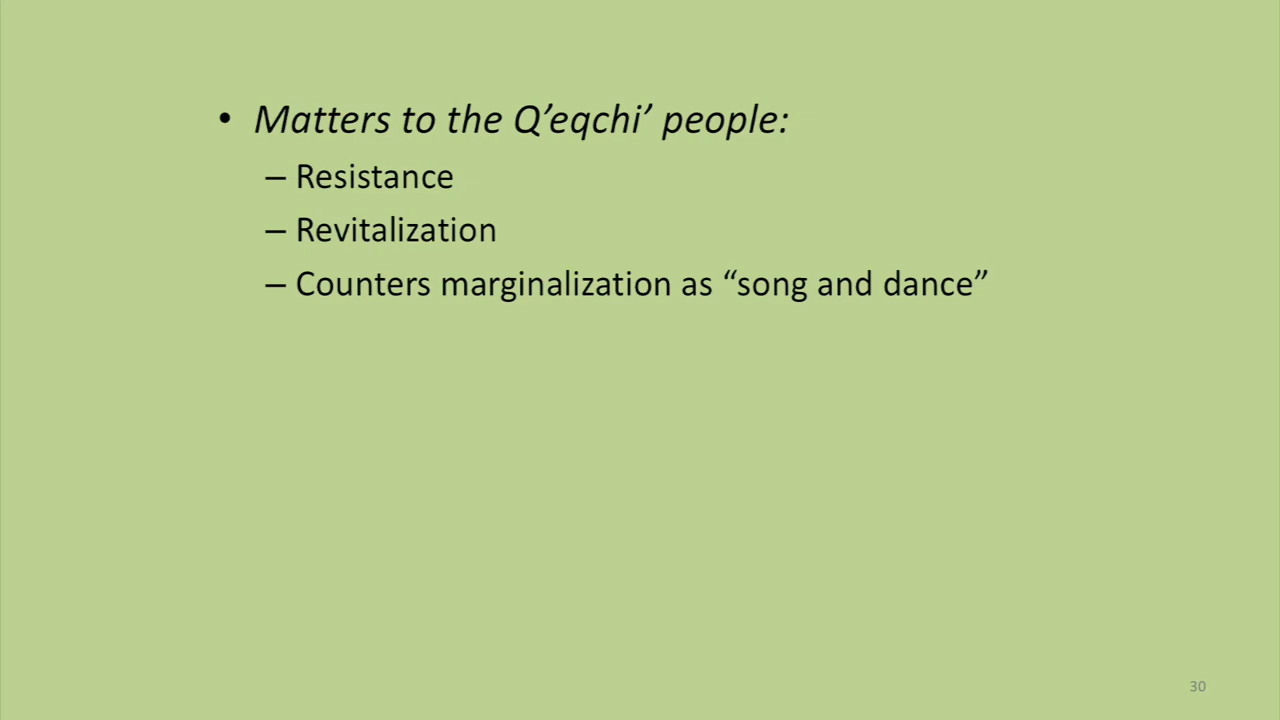 • Matters to the Q’eqchi’ people:
– Resistance
– Revitalization
– Counters marginalization as “song and dance”
30